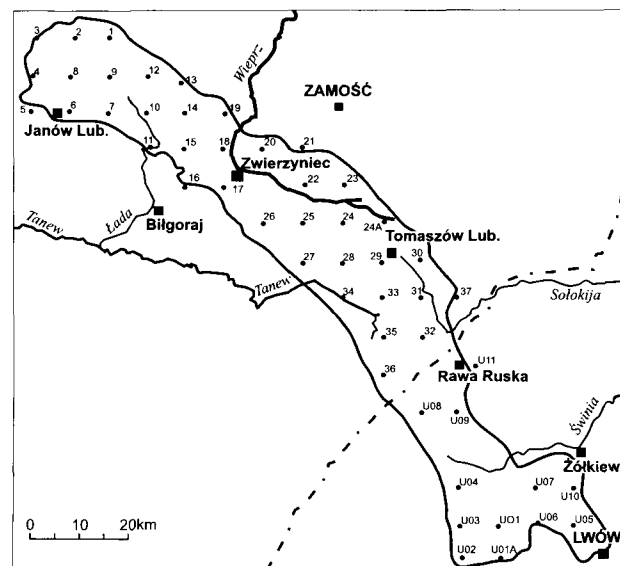 3 2 1
Wieprz
4 8 9 12 13
ZAMOŚĆ
5 6 7 10 14 19
Janów Lub.
11 15 18 20 21
Zwierzyniec
16 17 22 23
Łada
Biłgoraj
Tanew
26 25 24 24A
Tomaszów Lub.
27 28 29 30
Tanew
34 33 31 37
Sołokija
35 32
36 U11
Rawa Ruska
U08 U09
Świnia
Żółkiew
U04 U07 U10
U03 UO1 U06 U05
LWÓW
U02 U01A
0 10 20km